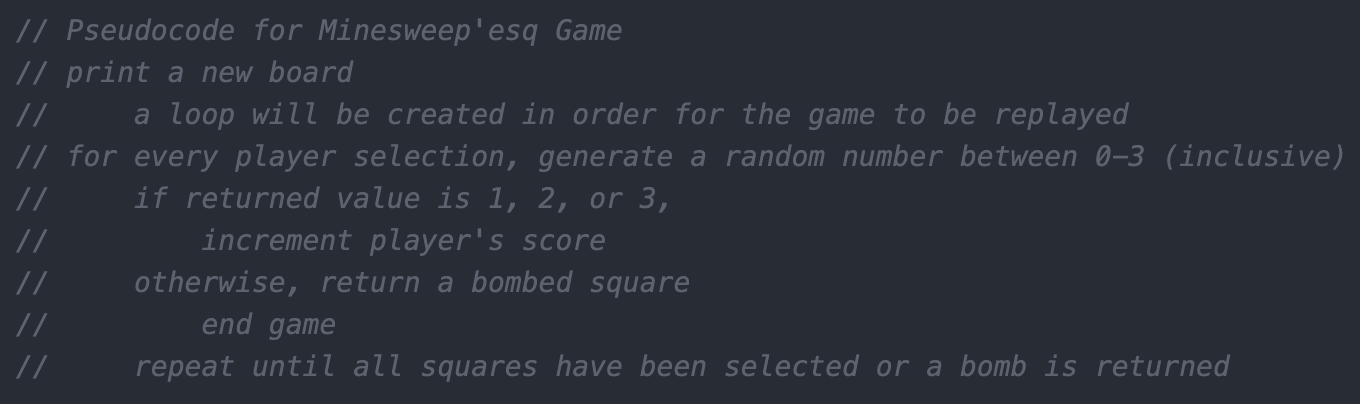 // Pseudocode for Minesweep'esq Game
// print a new board
//     a loop will be created in order for the game to be replayed
// for every player selection, generate a random number between 0-3 (inclusive)
//     if returned value is 1, 2, or 3,
//         increment player's score
//     otherwise, return a bombed square
//         end game
//     repeat until all squares have been selected or a bomb is returned